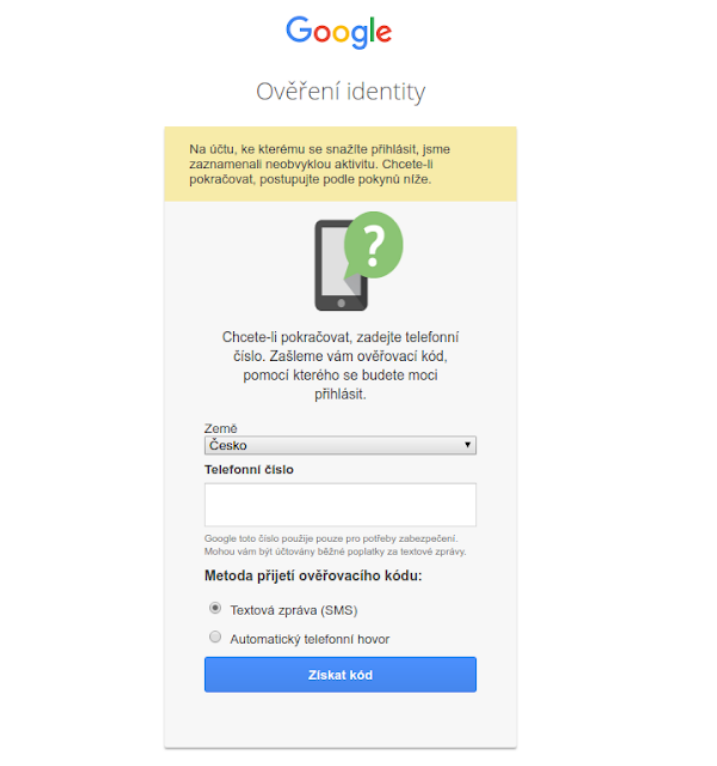 Google
Ověření identity
Na účtu, ke kterému se snažíte přihlásit, jsme
zaznamenali neobvyklou aktivitu. Chcete-li
pokračovat, postupujte podle pokynů níže.
?
Chcete-li pokračovat, zadejte telefonní
číslo. Zašleme vám ověřovací kód,
pomocí kterého se budete moci
přihlásit.
Země
Česko
Telefonní číslo
Google toto číslo použije pouze pro potřeby zabezpečení.
Mohou vám být účtovány běžné poplatky za textové zprávy.
Metoda přijetí ověřovacího kódu:
Textová zpráva (SMS)
Automatický telefonní hovor
Získat kód